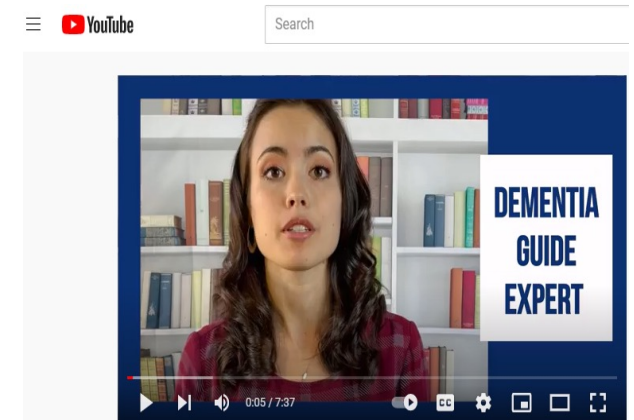 YouTube
Search
DEMENTIA
GUIDE
EXPERT
0:05 / 7:37
CC